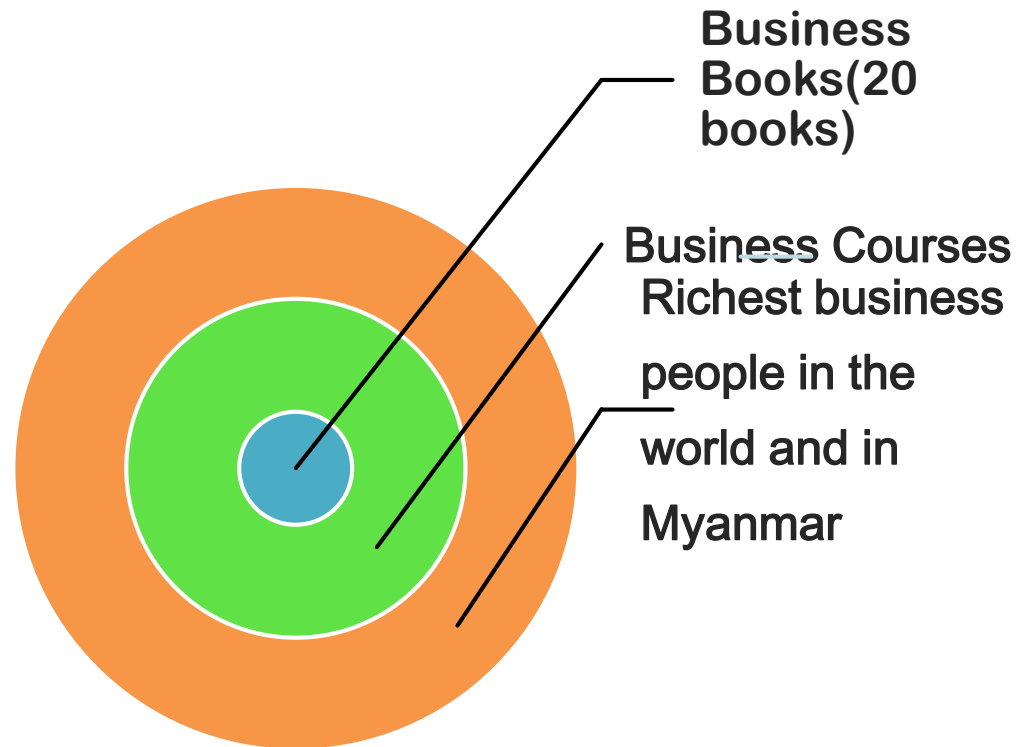 Business
Books(20
books)
Business Courses
Richest business
people in the
world and in
Myanmar